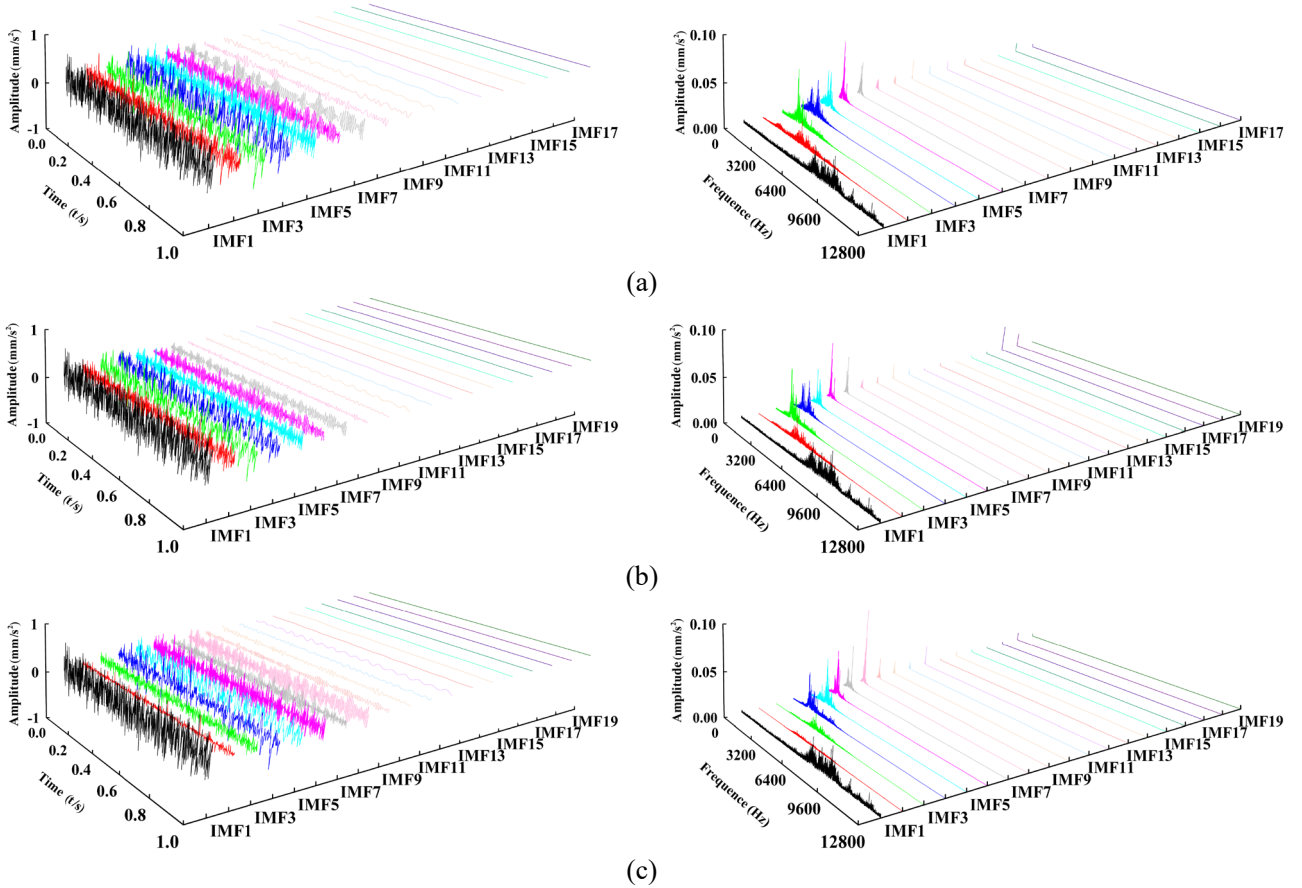 Amplitude (mm/s²)
1
0
-1
0.0
0.2
0.4
0.6
0.8
1.0
Time (t/s)
IMF1
IMF3
IMF5
IMF7
IMF9
IMF11
IMF13
IMF15
IMF17
Amplitude (mm/s²)
0.10
0.05
0.00
0
3200
6400
9600
12800
Frequence (Hz)
IMF1
IMF3
IMF5
IMF7
IMF9
IMF11
IMF13
IMF15
IMF17
(a)
Amplitude (mm/s²)
1
0
-1
0.0
0.2
0.4
0.6
0.8
1.0
Time (t/s)
IMF1
IMF3
IMF5
IMF7
IMF9
IMF11
IMF13
IMF15
IMF17
IMF19
Amplitude (mm/s²)
0.10
0.05
0.00
0
3200
6400
9600
12800
Frequence (Hz)
IMF1
IMF3
IMF5
IMF7
IMF9
IMF11
IMF13
IMF15
IMF17
IMF19
(b)
Amplitude (mm/s²)
1
0
-1
0.0
0.2
0.4
0.6
0.8
1.0
Time (t/s)
IMF1
IMF3
IMF5
IMF7
IMF9
IMF11
IMF13
IMF15
IMF17
IMF19
Amplitude (mm/s²)
0.10
0.05
0.00
0
3200
6400
9600
12800
Frequence (Hz)
IMF1
IMF3
IMF5
IMF7
IMF9
IMF11
IMF13
IMF15
IMF17
IMF19
(c)